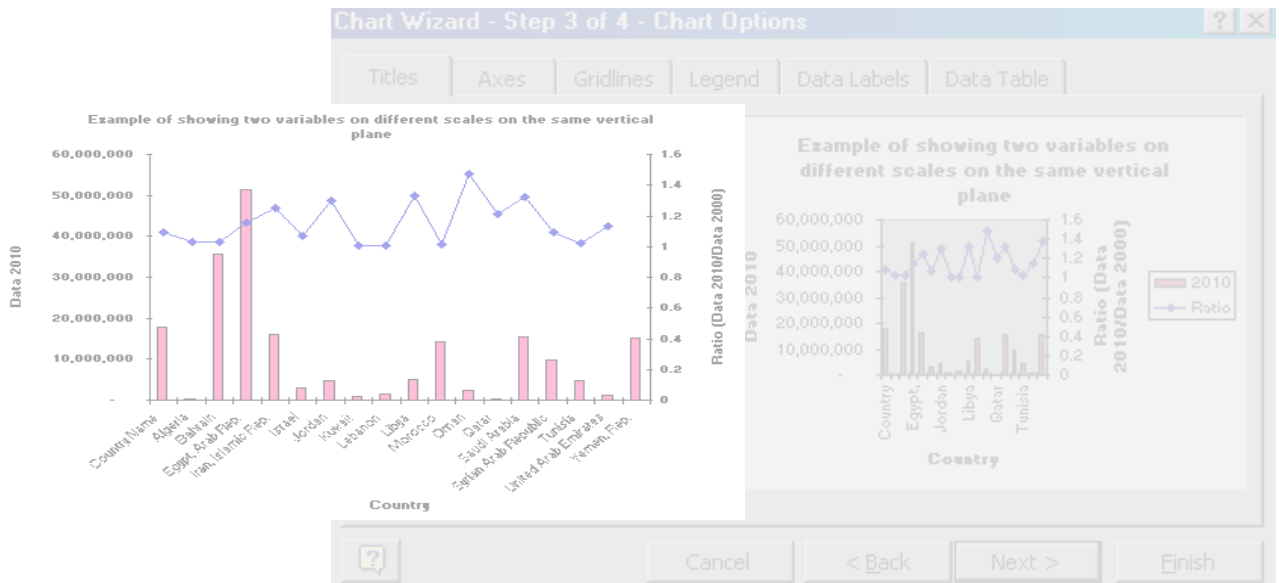 Chart Wizard - Step 3 of 4 - Chart Options
? ×
Titles Axes Gridlines Legend Data Labels Data Table
Example of showing two variables on different scales on the same vertical
plane
Data 2010
60,000,000
50,000,000
40,000,000
30,000,000
20,000,000
10,000,000
-
1.6
1.4
1.2
1
0.8
0.6
0.4
0.2
0
Ratio (Data 2010/Data 2000)
Country Name
Algeria
Bahrain
Egypt, Arab Rep.
Iran, Islamic Rep.
Israel
Jordan
Kuwait
Lebanon
Libya
Morocco
Oman
Qatar
Saudi Arabia
Syrian Arab Republic
Tunisia
United Arab Emirates
Yemen, Rep.
Country
Example of showing two variables on
different scales on the same vertical
plane
Data 2010
60,000,000
50,000,000
40,000,000
30,000,000
20,000,000
10,000,000
-
1.6
1.4
1.2
1
0.8
0.6
0.4
0.2
0
Ratio (Data
2010/Data 2000)
Country
Egypt,
Jordan
Libya
Qatar
Tunisia
Country
2010
Ratio
?
Cancel
< Back
Next >
Finish